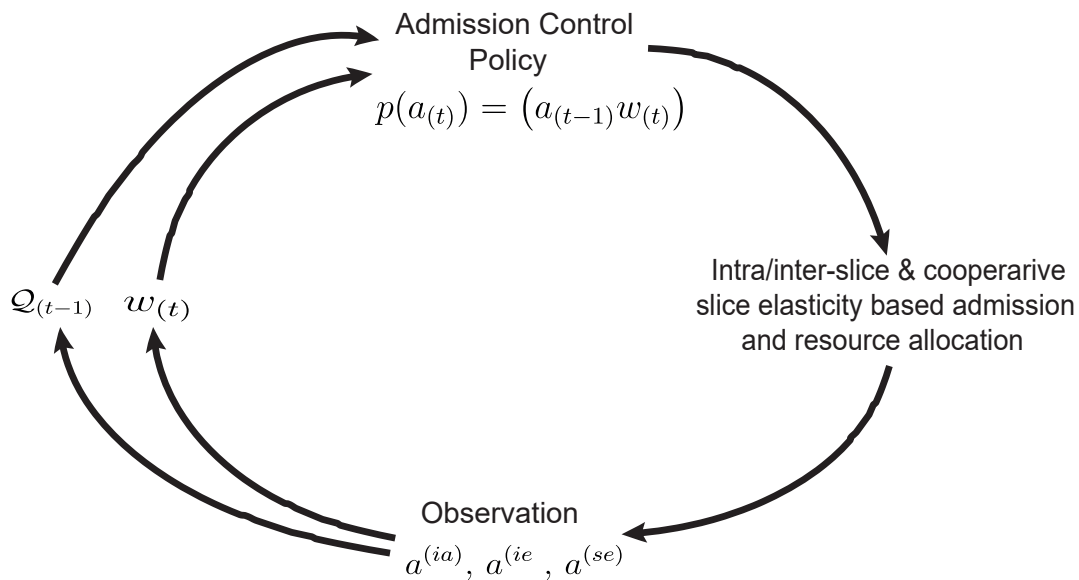 Admission Control
Policy
p(a_{(t)}) = (a_{(t-1)}w_{(t)})
Intra/inter-slice & cooperarive
slice elasticity based admission
and resource allocation
𝒬_{(t-1)} w_{(t)}
Observation
a^{(ia)}, a^{(ie} , a^{(se)}